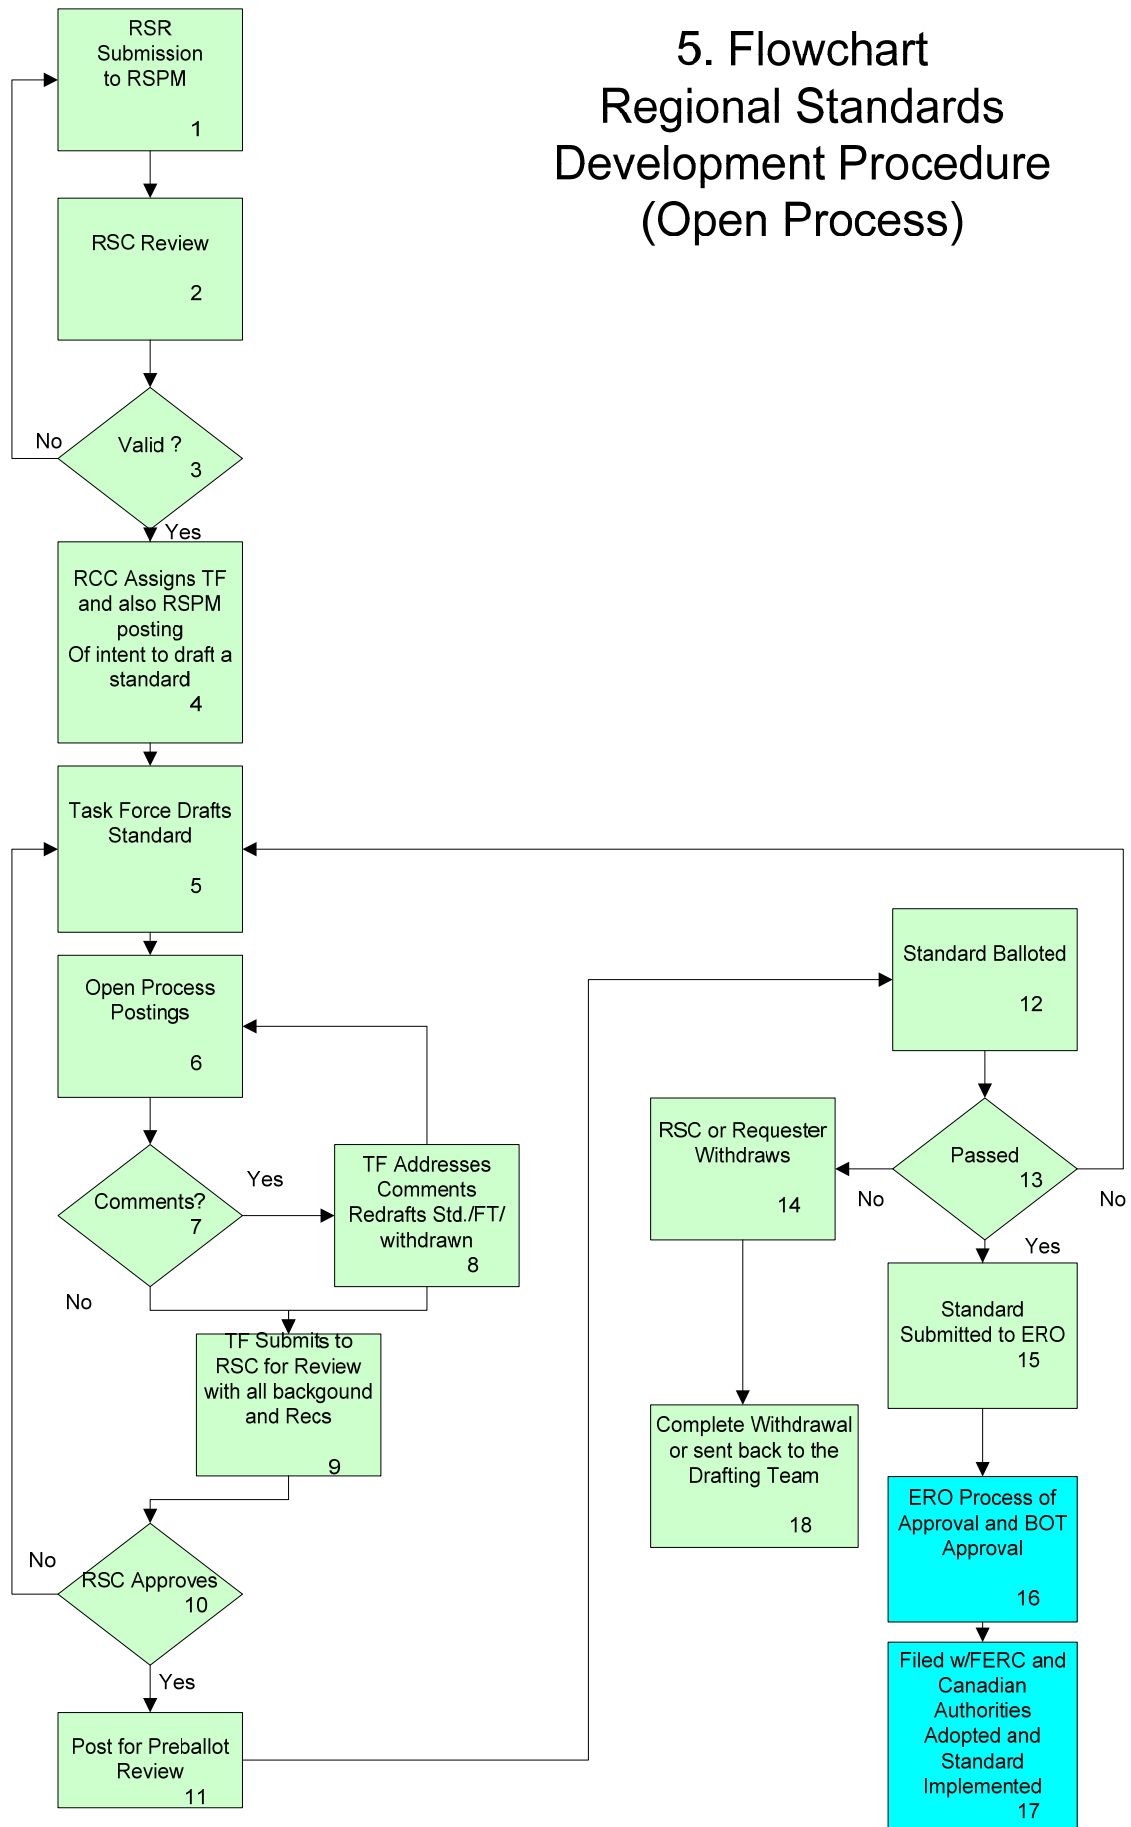 5. Flowchart
Regional Standards
Development Procedure
(Open Process)
RSR
Submission
to RSPM
1
RSC Review
2
Valid ?
3
No
Yes
RCC Assigns TF
and also RSPM
posting
Of intent to draft a
standard
4
Task Force Drafts
Standard
5
Open Process
Postings
6
Comments?
7
Yes
No
TF Addresses
Comments
Redrafts Std./FT/
withdrawn
8
TF Submits to
RSC for Review
with all backgound
and Recs
9
RSC Approves
10
No
Yes
Post for Preballot
Review
11
Standard Balloted
12
Passed
13
No
No
Yes
RSC or Requester
Withdraws
14
Standard
Submitted to ERO
15
Complete Withdrawal
or sent back to the
Drafting Team
18
ERO Process of
Approval and BOT
Approval
16
Filed w/FERC and
Canadian
Authorities
Adopted and
Standard
Implemented
17